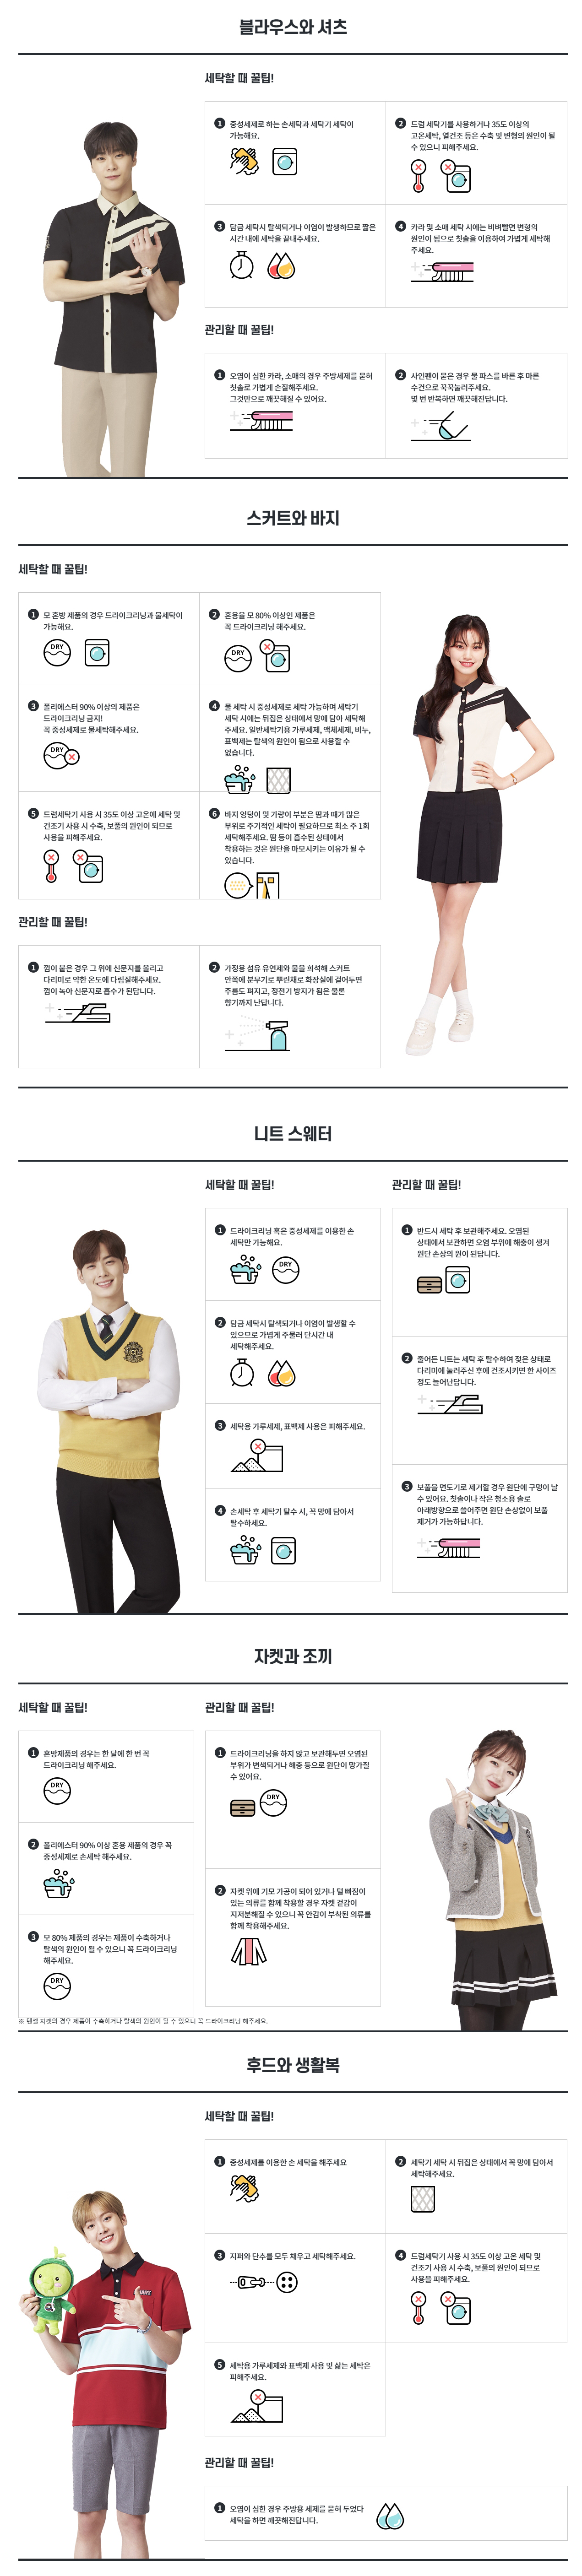 블라우스와 셔츠
세탁할 때 꿀팁!
1 중성세제로 하는 손세탁과 세탁기 세탁이
가능해요.
2 드럼 세탁기를 사용하거나 35도 이상의
고온세탁, 열건조 등은 수축 및 변형의 원인이 될
수 있으니 피해주세요.
3 담금 세탁시 탈색되거나 이염이 발생하므로 짧은
시간 내에 세탁을 끝내주세요.
4 카라 및 소매 세탁 시에는 비벼빨면 변형의
원인이 됨으로 칫솔을 이용하여 가볍게 세탁해
주세요.
관리할 때 꿀팁!
1 오염이 심한 카라, 소매의 경우 주방세제를 묻혀
칫솔로 가볍게 손질해주세요.
그것만으로 깨끗해질 수 있어요.
2 사인펜이 묻은 경우 물 파스를 바른 후 마른
수건으로 꾹꾹눌러주세요.
몇 번 반복하면 깨끗해진답니다.
스커트와 바지
세탁할 때 꿀팁!
1 모 혼방 제품의 경우 드라이크리닝과 물세탁이
가능해요.
DRY
2 혼용율 모 80% 이상인 제품은
꼭 드라이크리닝 해주세요.
DRY
3 폴리에스터 90% 이상의 제품은
드라이크리닝 금지!
꼭 중성세제로 물세탁해주세요.
DRY
4 물 세탁 시 중성세제로 세탁 가능하며 세탁기
세탁 시에는 뒤집은 상태에서 망에 담아 세탁해
주세요. 일반세탁기용 가루세제, 액체세제, 비누,
표백제는 탈색의 원인이 됨으로 사용할 수
없습니다.
5 드럼세탁기 사용 시 35도 이상 고온에 세탁 및
건조기 사용 시 수축, 보풀의 원인이 되므로
사용을 피해주세요.
6 바지 엉덩이 및 가랑이 부분은 땀과 때가 많은
부위로 주기적인 세탁이 필요하므로 최소 주 1회
세탁해주세요. 땀 등이 흡수된 상태에서
착용하는 것은 원단을 마모시키는 이유가 될 수
있습니다.
관리할 때 꿀팁!
1 껌이 붙은 경우 그 위에 신문지를 올리고
다리미로 약한 온도에 다림질해주세요.
껌이 녹아 신문지로 흡수가 된답니다.
2 가정용 섬유 유연제와 물을 희석해 스커트
안쪽에 분무기로 뿌린채로 화장실에 걸어두면
주름도 펴지고, 정전기 방지가 됨은 물론
향기까지 난답니다.
니트 스웨터
세탁할 때 꿀팁!
1 드라이크리닝 혹은 중성세제를 이용한 손
세탁만 가능해요.
DRY
2 담금 세탁시 탈색되거나 이염이 발생할 수
있으므로 가볍게 주물러 단시간 내
세탁해주세요.
3 세탁용 가루세제, 표백제 사용은 피해주세요.
4 손세탁 후 세탁기 탈수 시, 꼭 망에 담아서
탈수하세요.
관리할 때 꿀팁!
1 반드시 세탁 후 보관해주세요. 오염된
상태에서 보관하면 오염 부위에 해충이 생겨
원단 손상의 원이 된답니다.
2 줄어든 니트는 세탁 후 탈수하여 젖은 상태로
다리미에 눌러주신 후에 건조시키면 한 사이즈
정도 늘어난답니다.
3 보풀을 면도기로 제거할 경우 원단에 구멍이 날
수 있어요. 칫솔이나 작은 청소용 솔로
아래방향으로 쓸어주면 원단 손상없이 보풀
제거가 가능하답니다.
자켓과 조끼
세탁할 때 꿀팁!
1 혼방제품의 경우는 한 달에 한 번 꼭
드라이크리닝 해주세요.
DRY
2 폴리에스터 90% 이상 혼용 제품의 경우 꼭
중성세제로 손세탁 해주세요.
3 모 80% 제품의 경우는 제품이 수축하거나
탈색의 원인이 될 수 있으니 꼭 드라이크리닝
해주세요.
DRY
관리할 때 꿀팁!
1 드라이크리닝을 하지 않고 보관해두면 오염된
부위가 변색되거나 해충 등으로 원단이 망가질
수 있어요.
DRY
2 자켓 위에 기모 가공이 되어 있거나 털 빠짐이
있는 의류를 함께 착용할 경우 자켓 겉감이
지저분해질 수 있으니 꼭 안감이 부착된 의류를
함께 착용해주세요.
※ 텐셀 자켓의 경우 제품이 수축하거나 탈색의 원인이 될 수 있으니 꼭 드라이크리닝 해주세요.
후드와 생활복
세탁할 때 꿀팁!
1 중성세제를 이용한 손 세탁을 해주세요
2 세탁기 세탁 시 뒤집은 상태에서 꼭 망에 담아서
세탁해주세요.
3 지퍼와 단추를 모두 채우고 세탁해주세요.
4 드럼세탁기 사용 시 35도 이상 고온 세탁 및
건조기 사용 시 수축, 보풀의 원인이 되므로
사용을 피해주세요.
5 세탁용 가루세제와 표백제 사용 및 삶는 세탁은
피해주세요.
관리할 때 꿀팁!
1 오염이 심한 경우 주방용 세제를 묻혀 두었다
세탁을 하면 깨끗해진답니다.